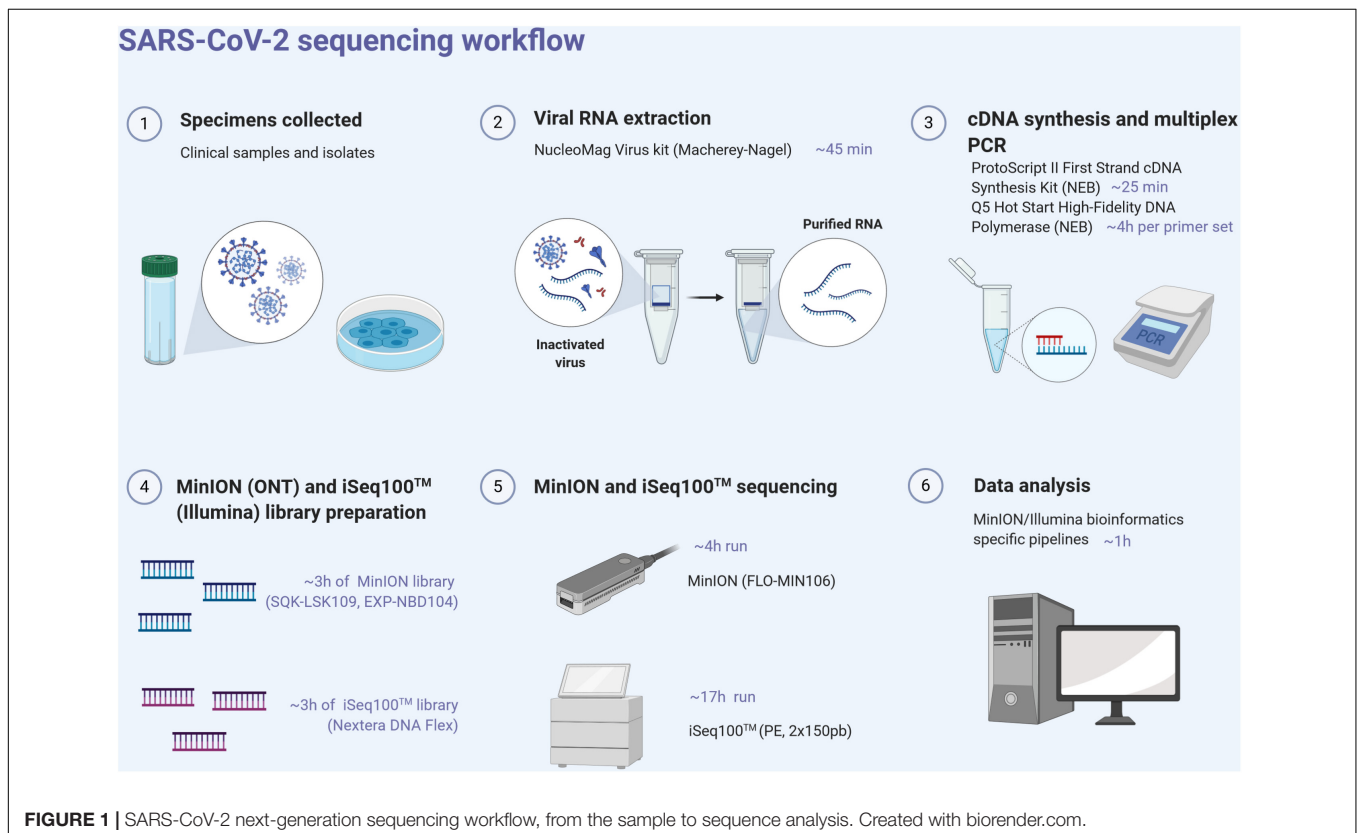 SARS-CoV-2 sequencing workflow
1
Specimens collected
Clinical samples and isolates
2
Viral RNA extraction
NucleoMag Virus kit (Macherey-Nagel) ~45 min
Inactivated
virus
Purified RNA
3
cDNA synthesis and multiplex
PCR
ProtoScript II First Strand cDNA
Synthesis Kit (NEB) ~25 min
Q5 Hot Start High-Fidelity DNA
Polymerase (NEB) ~4h per primer set
PCR
4
MinION (ONT) and iSeq100™
(Illumina) library preparation
~3h of MinION library
(SQK-LSK109, EXP-NBD104)
~3h of iSeq100™ library
(Nextera DNA Flex)
5
MinION and iSeq100™ sequencing
~4h run
MinION (FLO-MIN106)
~17h run
iSeq100™ (PE, 2x150pb)
6
Data analysis
MinION/Illumina bioinformatics
specific pipelines ~1h
FIGURE 1 | SARS-CoV-2 next-generation sequencing workflow, from the sample to sequence analysis. Created with biorender.com.